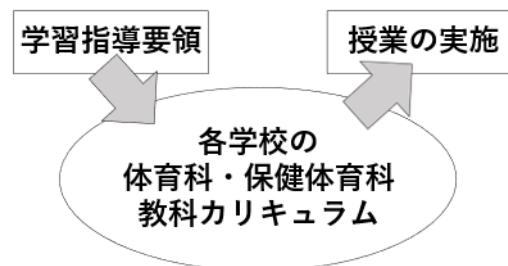 学習指導要領
授業の実施
各学校の
体育科・保健体育科
教科カリキュラム